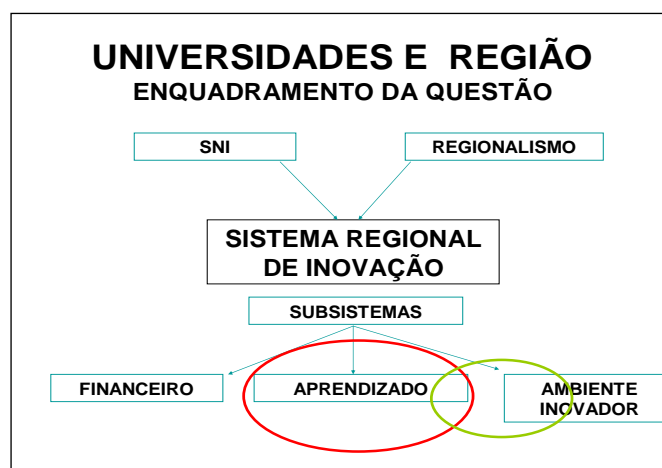 UNIVERSIDADES E REGIÃO
ENQUADRAMENTO DA QUESTÃO
SNI
REGIONALISMO
SISTEMA REGIONAL
DE INOVAÇÃO
SUBSISTEMAS
FINANCEIRO
APRENDIZADO
AMBIENTE
INOVADOR